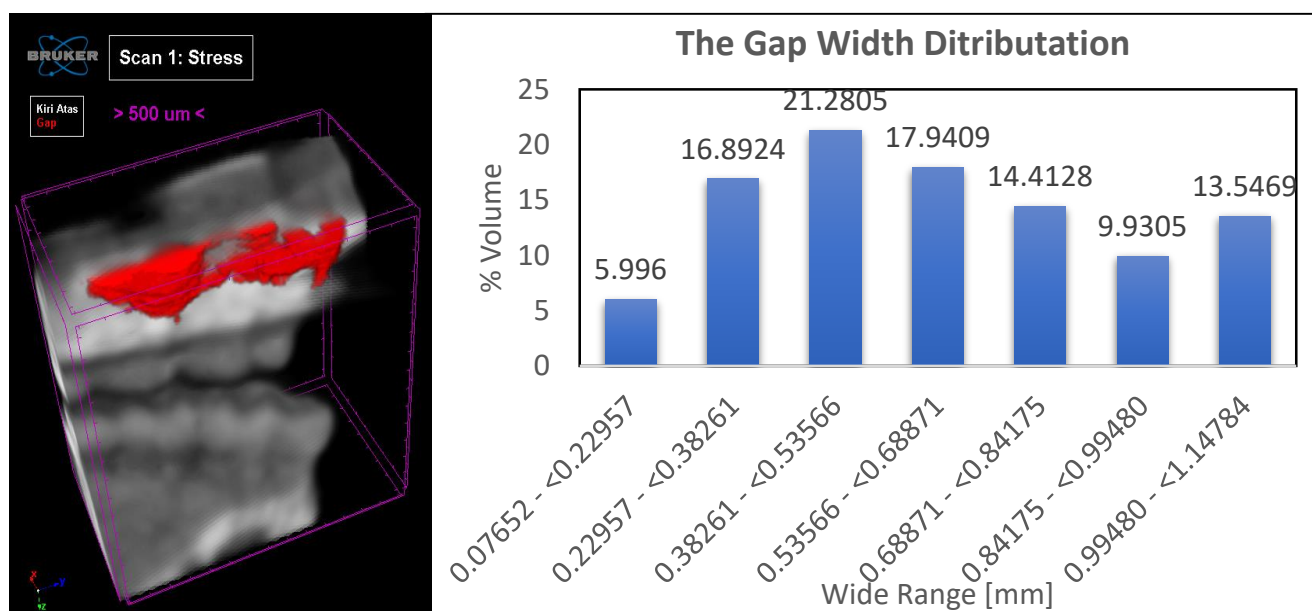 BRUKER
Scan 1: Stress
Kiri Atas
Gap
> 500 um <
x
y
z
The Gap Width Ditributation
% Volume
25
20
15
10
5
0
5.996
16.8924
21.2805
17.9409
14.4128
9.9305
13.5469
0.07652 - <0.22957
0.22957 - <0.38261
0.38261 - <0.53566
0.53566 - <0.68871
0.68871 - <0.84175
0.84175 - <0.99480
0.99480 - <1.14784
Wide Range [mm]